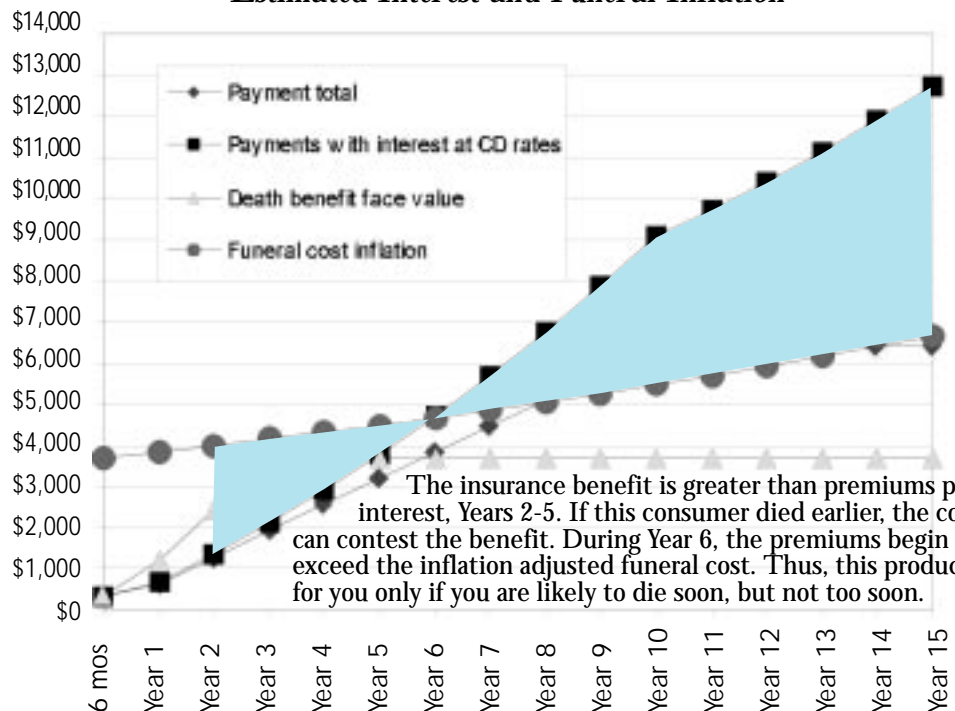 Estimated Interest and Funeral Inflation
$14,000
$13,000
$12,000
$11,000
$10,000
$9,000
$8,000
$7,000
$6,000
$5,000
$4,000
$3,000
$2,000
$1,000
$0
Payment total
Payments with interest at CD rates
Death benefit face value
Funeral cost inflation
The insurance benefit is greater than premiums p
interest, Years 2-5. If this consumer died earlier, the co
can contest the benefit. During Year 6, the premiums begin
exceed the inflation adjusted funeral cost. Thus, this produc
for you only if you are likely to die soon, but not too soon.
6 mos
Year 1
Year 2
Year 3
Year 4
Year 5
Year 6
Year 7
Year 8
Year 9
Year 10
Year 11
Year 12
Year 13
Year 14
Year 15